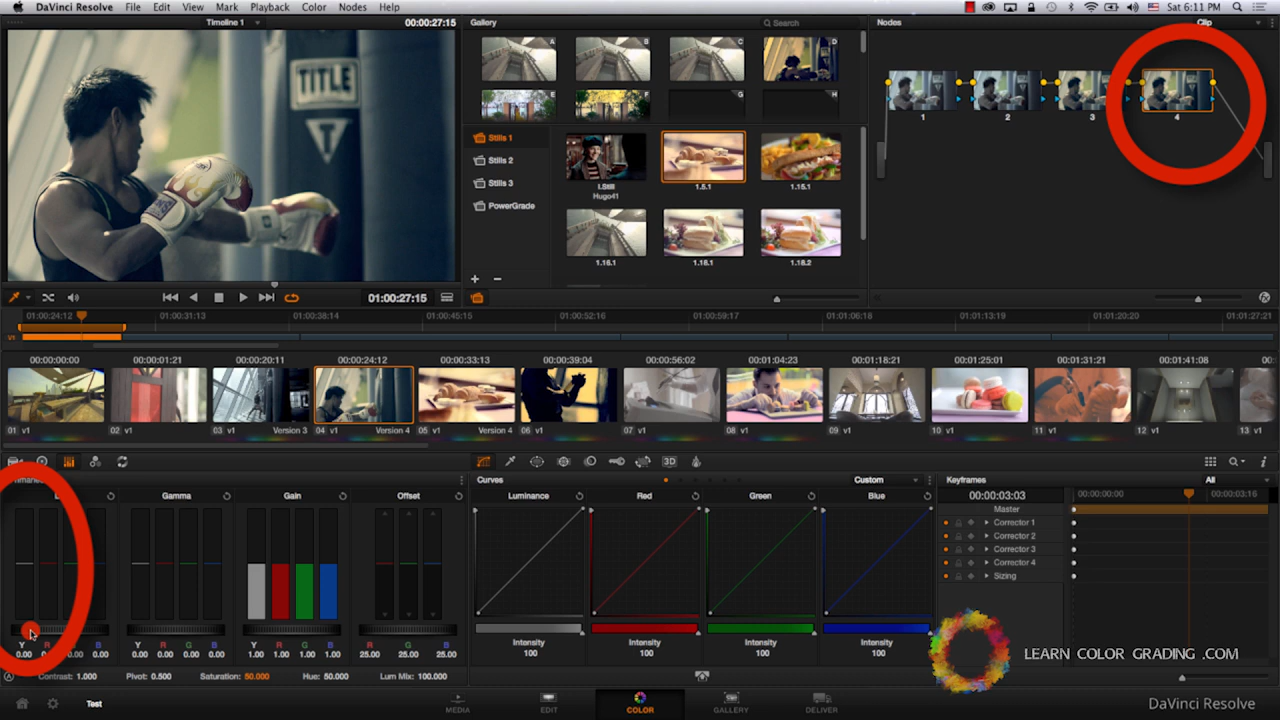 DaVinci Resolve File Edit View Mark Playback Color Nodes Help
Sat 6:11 PM
Timeline 1 00:00:27:15
Gallery Search
Nodes Clip
TITLE
T
A B C D
E G H
Stills 1
Stills 2
Stills 3
PowerGrade
I.Still 1.5.1 1.15.1
Hugo41
1.16.1 1.18.1 1.18.2
1 2 3 4
01:00:27:15
01:00:24:12 01:00:31:13 01:00:38:14 01:00:45:15 01:00:52:16 01:00:59:17 01:01:06:18 01:01:13:19 01:01:20:20 01:01:27:21
V1
00:00:00:00 00:00:01:21 00:00:20:11 00:00:24:12 00:00:33:13 00:00:39:04 00:00:56:02 00:01:04:23 00:01:18:21 00:01:25:01 00:01:31:21 00:01:41:08
01 v1 02 v1 03 v1 Version 3 04 v1 Version 4 05 v1 Version 4 06 v1 07 v1 08 v1 09 v1 10 v1 11 v1 12 v1 13
3D
Curves Custom Keyframes All
Gamma Gain Offset
Luminance Red Green Blue
00:00:03:03 00:00:00:00 00:00:03:16
Master
Corrector 1
Corrector 2
Corrector 3
Corrector 4
Sizing
Y R B Y R G B Y R G B R G B
0.00 0.00 0.00 0.00 0.00 0.00 1.00 1.00 1.00 1.00 25.00 25.00 25.00
Intensity Intensity Intensity Intensity
100 100 100 100
Contrast: 1.000 Pivot: 0.500 Saturation: 50.000 Hue: 50.000 Lum Mix: 100.000
LEARN COLOR GRADING .COM
Test
MEDIA EDIT COLOR GALLERY DELIVER
DaVinci Resolve